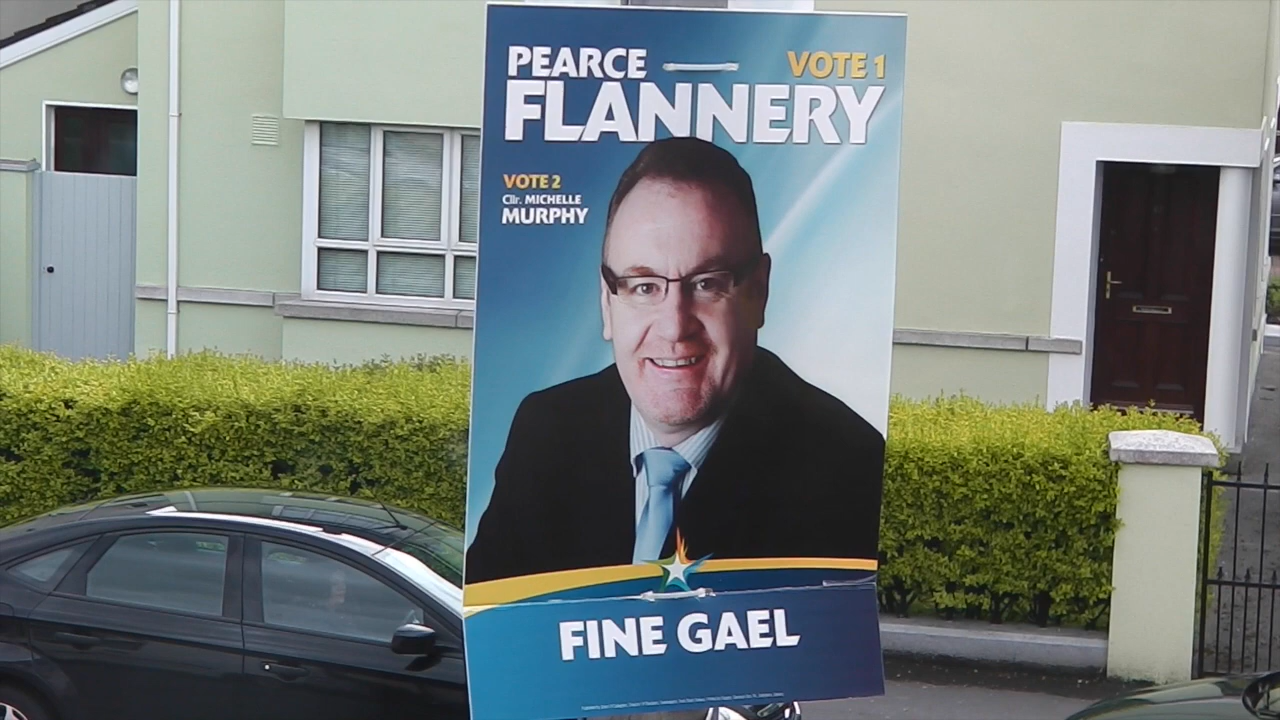 PEARCE
VOTE 1
FLANNERY
VOTE 2
Cllr. MICHELLE
MURPHY
FINE GAEL